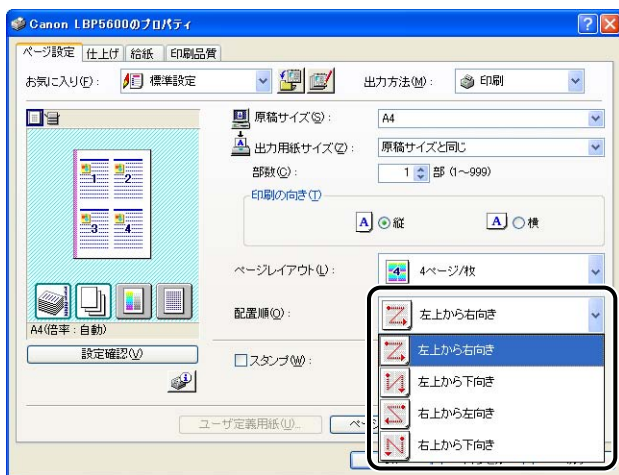 Canon LBP5600のプロパティ
ページ設定 仕上げ 給紙 印刷品質
お気に入り(F): 標準設定 出力方法(M): 印刷
原稿サイズ(S): A4
出力用紙サイズ(Z): 原稿サイズと同じ
部数(C): 1 部 (1~999)
印刷の向き(T)
A 縦 A 横
ページレイアウト(L): 4 4ページ/枚
1 2
3 4
配置順(O): 左上から右向き
A4(倍率:自動)
設定確認(V)
スタンプ(W):
左上から右向き
左上から下向き
右上から左向き
右上から下向き
ユーザ定義用紙(U)...